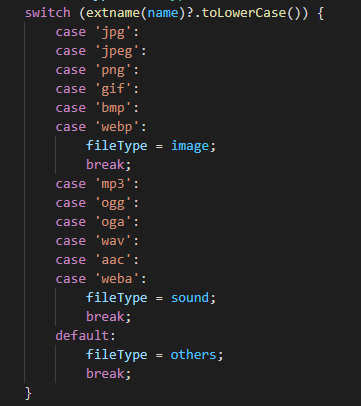 switch (extname(name)?.toLowerCase()) {
    case 'jpg':
    case 'jpeg':
    case 'png':
    case 'gif':
    case 'bmp':
    case 'webp':
        fileType = image;
        break;
    case 'mp3':
    case 'ogg':
    case 'oga':
    case 'wav':
    case 'aac':
    case 'weba':
        fileType = sound;
        break;
    default:
        fileType = others;
        break;
}